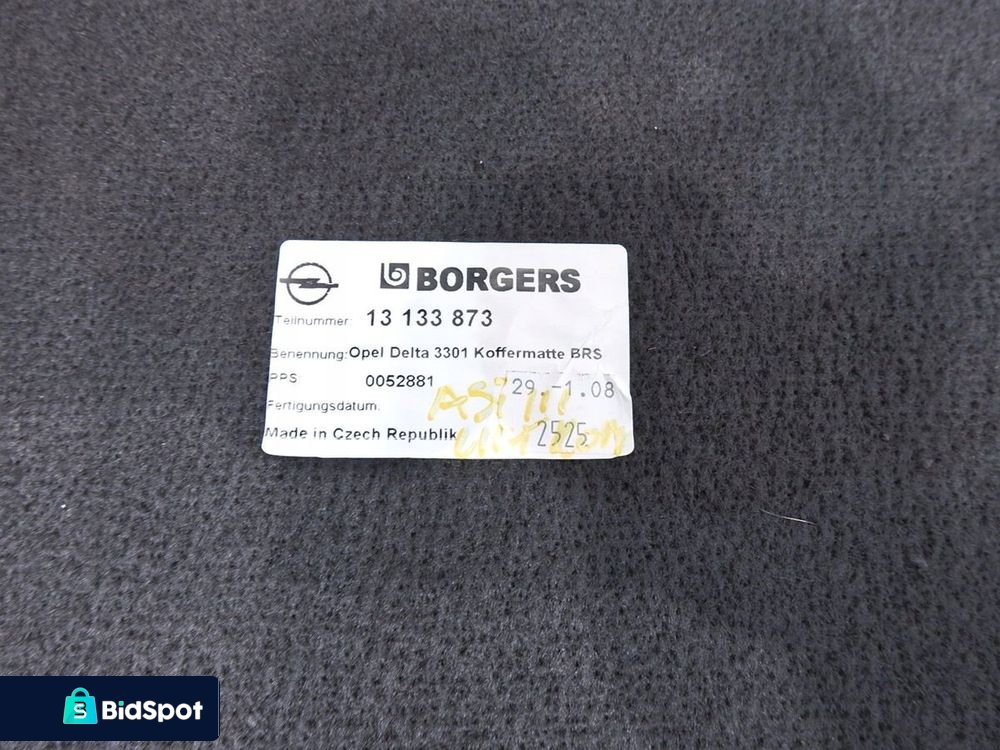 BORGERS
Teilnummer: 13 133 873
Benennung: Opel Delta 3301 Koffermatte BRS
PPS 0052881 29.-1.08
Fertigungsdatum:
Made in Czech Republik 2525
BidSpot